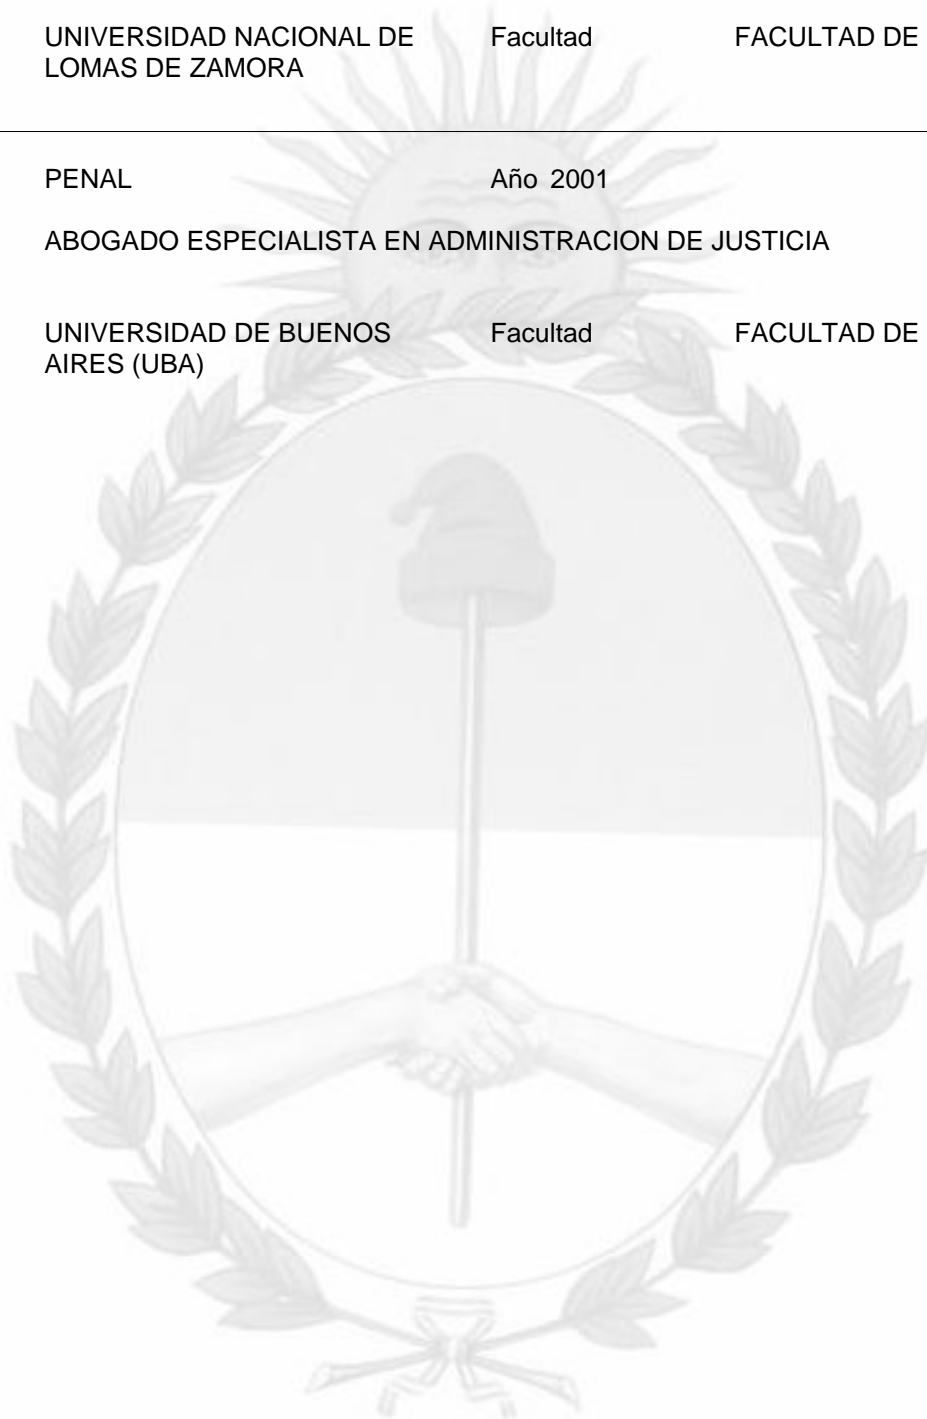 UNIVERSIDAD NACIONAL DE Facultad FACULTAD DE
LOMAS DE ZAMORA
PENAL Año 2001
ABOGADO ESPECIALISTA EN ADMINISTRACION DE JUSTICIA
UNIVERSIDAD DE BUENOS Facultad FACULTAD DE
AIRES (UBA)